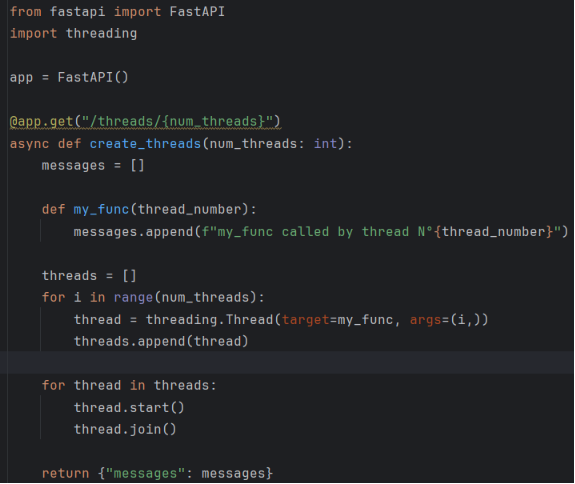 from fastapi import FastAPI
import threading

app = FastAPI()

@app.get("/threads/{num_threads}")
async def create_threads(num_threads: int):
    messages = []

    def my_func(thread_number):
        messages.append(f"my_func called by thread N°{thread_number}")

    threads = []
    for i in range(num_threads):
        thread = threading.Thread(target=my_func, args=(i,))
        threads.append(thread)

    for thread in threads:
        thread.start()
        thread.join()

    return {"messages": messages}